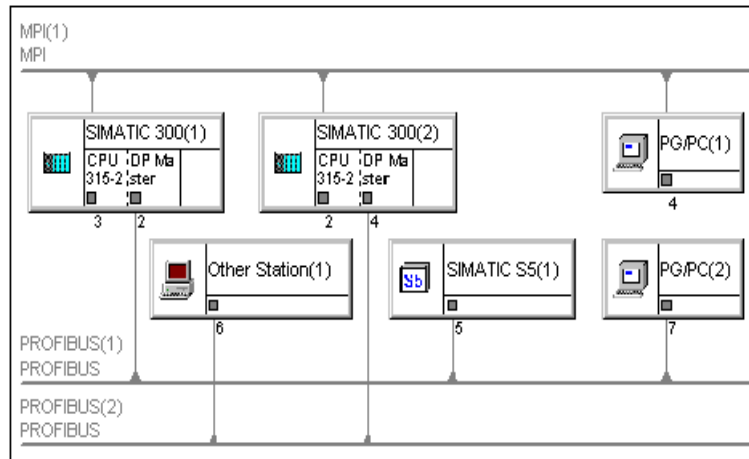 MPI(1)
MPI
SIMATIC 300(1)
CPU DP Ma
315-2 ster
3 2
SIMATIC 300(2)
CPU DP Ma
315-2 ster
2 4
PG/PC(1)
4
Other Station(1)
6
S5
SIMATIC S5(1)
5
PG/PC(2)
7
PROFIBUS(1)
PROFIBUS
PROFIBUS(2)
PROFIBUS